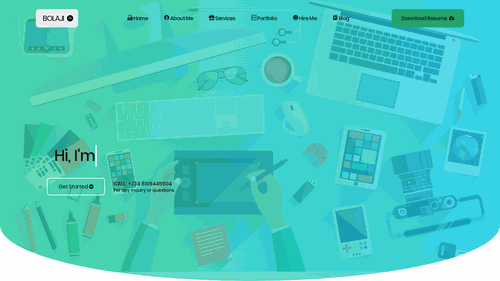 BOLAJI
Home
About Me
Services
Portfolio
Hire Me
Blog
Download Resume
Hi, I'm
Get Started
CALL: +234 8109445504
For any inquiry or questions